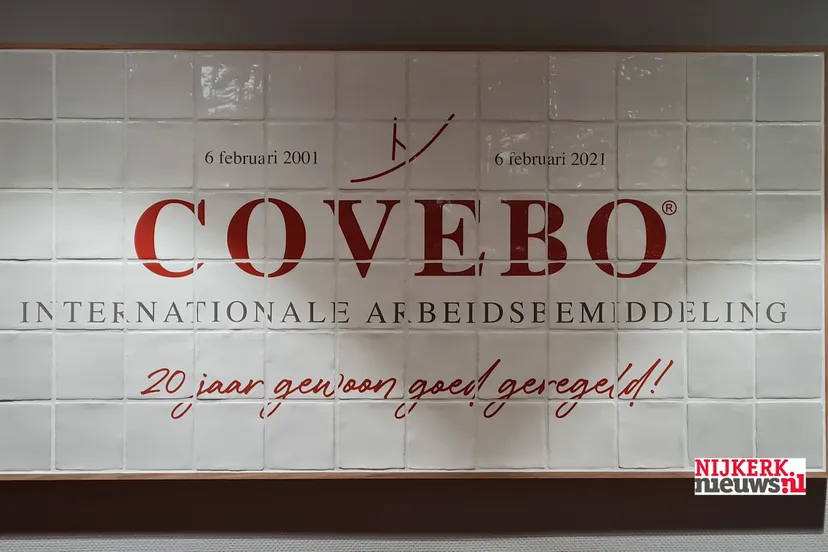 6 februari 2001 6 februari 2021
COVEBO®
INTERNATIONALE ARBEIDSBEMIDDELING
20 jaar gewoon goed geregeld!
NIJKERK
nieuws.nl